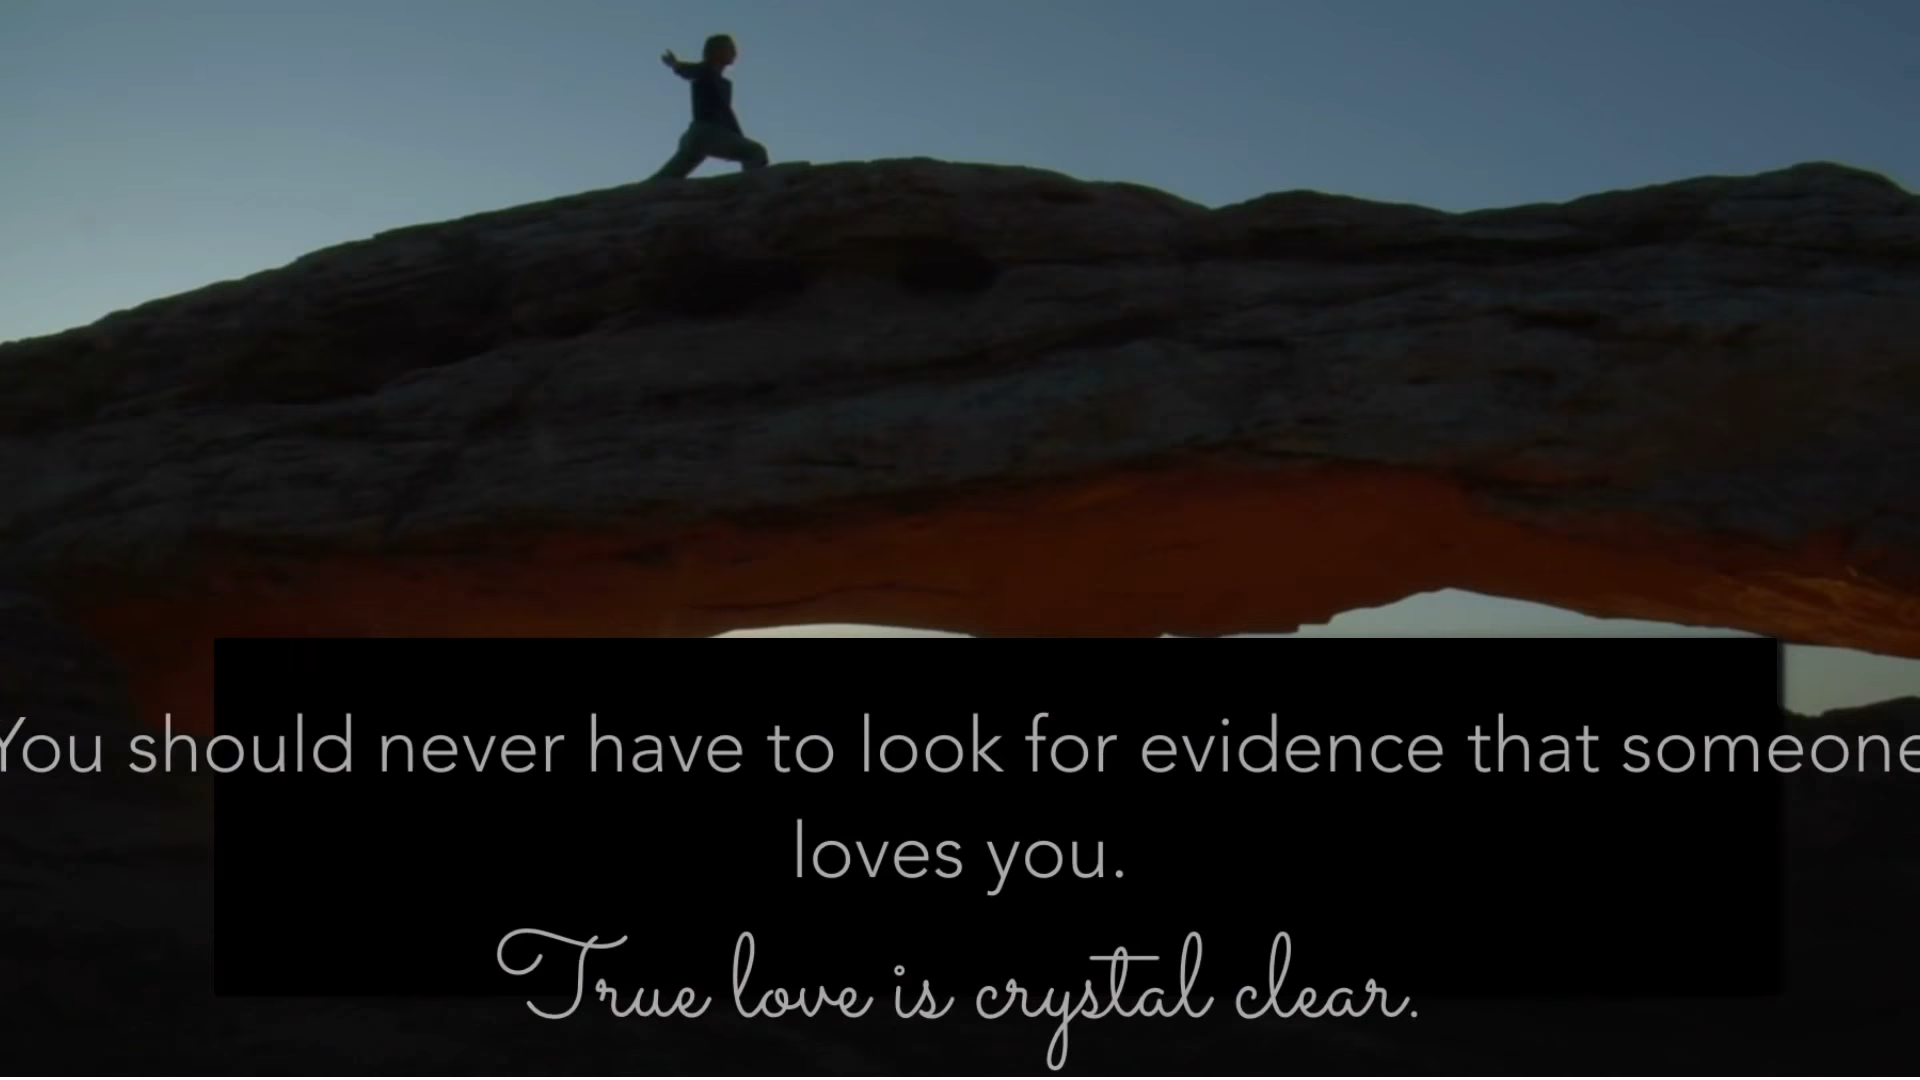 You should never have to look for evidence that someone
loves you.
True love is crystal clear.